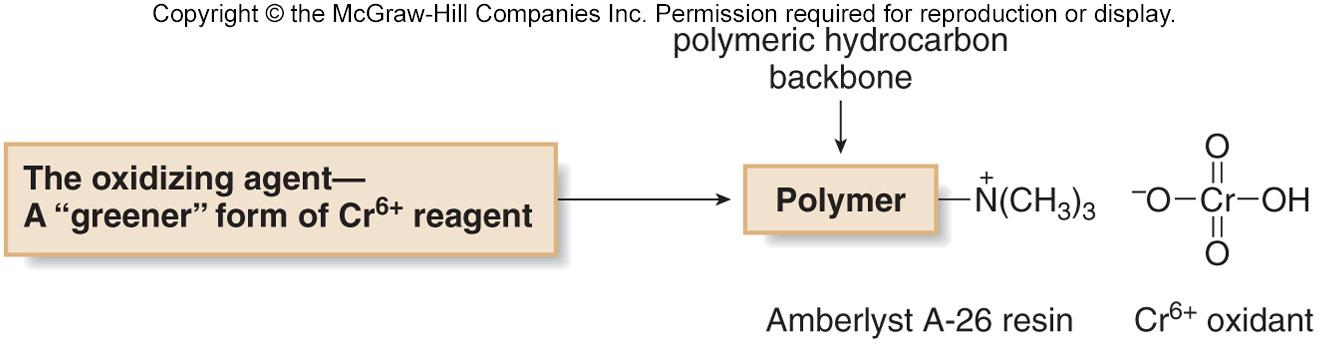 Copyright © the McGraw-Hill Companies Inc. Permission required for reproduction or display.
polymeric hydrocarbon
backbone
The oxidizing agent—
A “greener” form of Cr⁶⁺ reagent
Polymer
+
N(CH₃)₃
O
⁻O–Cr–OH
O
Amberlyst A-26 resin
Cr⁶⁺ oxidant